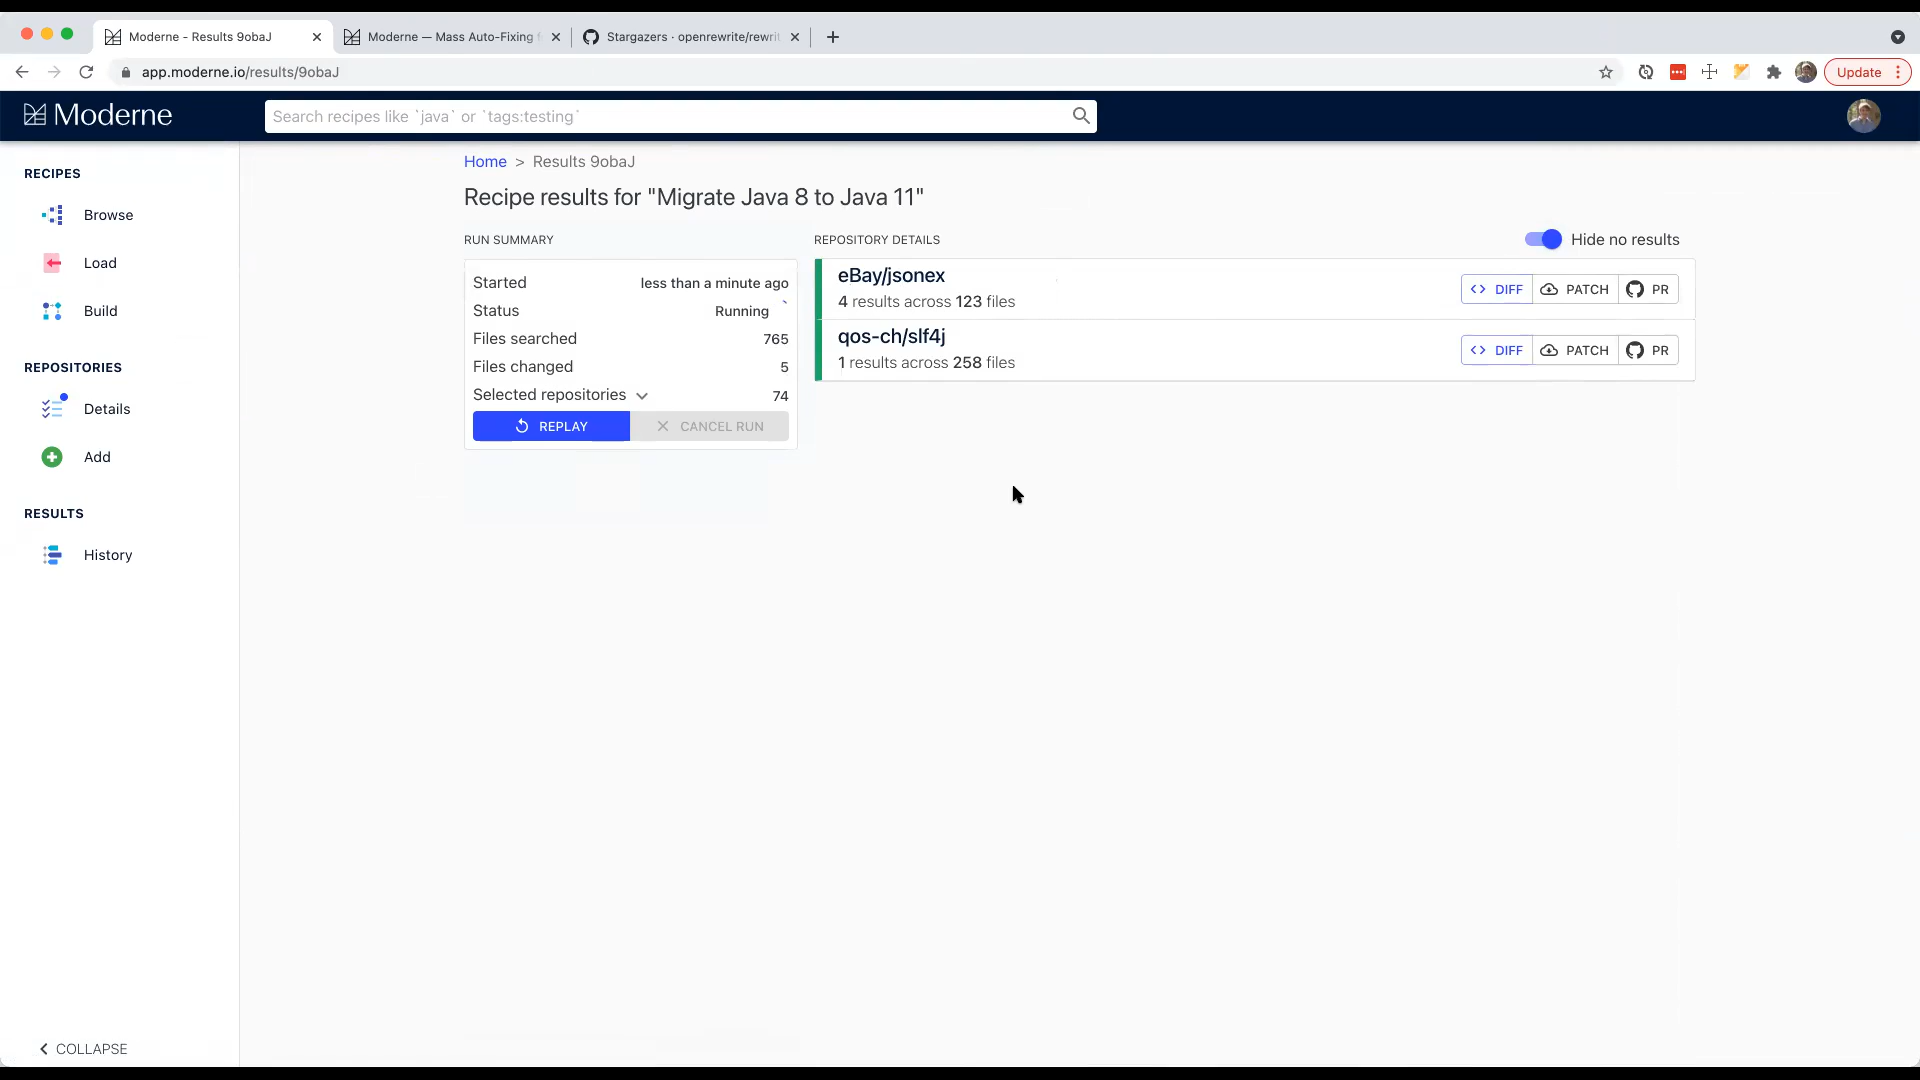 Moderne - Results 9obaJ
Moderne — Mass Auto-Fixing
Stargazers · openrewrite/rewri
app.moderne.io/results/9obaJ
Update
Moderne
Search recipes like `java` or `tags:testing`
RECIPES
Browse
Load
Build
REPOSITORIES
Details
Add
RESULTS
History
COLLAPSE
Home > Results 9obaJ
Recipe results for "Migrate Java 8 to Java 11"
RUN SUMMARY
Started less than a minute ago
Status Running
Files searched 765
Files changed 5
Selected repositories 74
REPLAY CANCEL RUN
REPOSITORY DETAILS
Hide no results
eBay/jsonex
4 results across 123 files
DIFF PATCH PR
qos-ch/slf4j
1 results across 258 files
DIFF PATCH PR